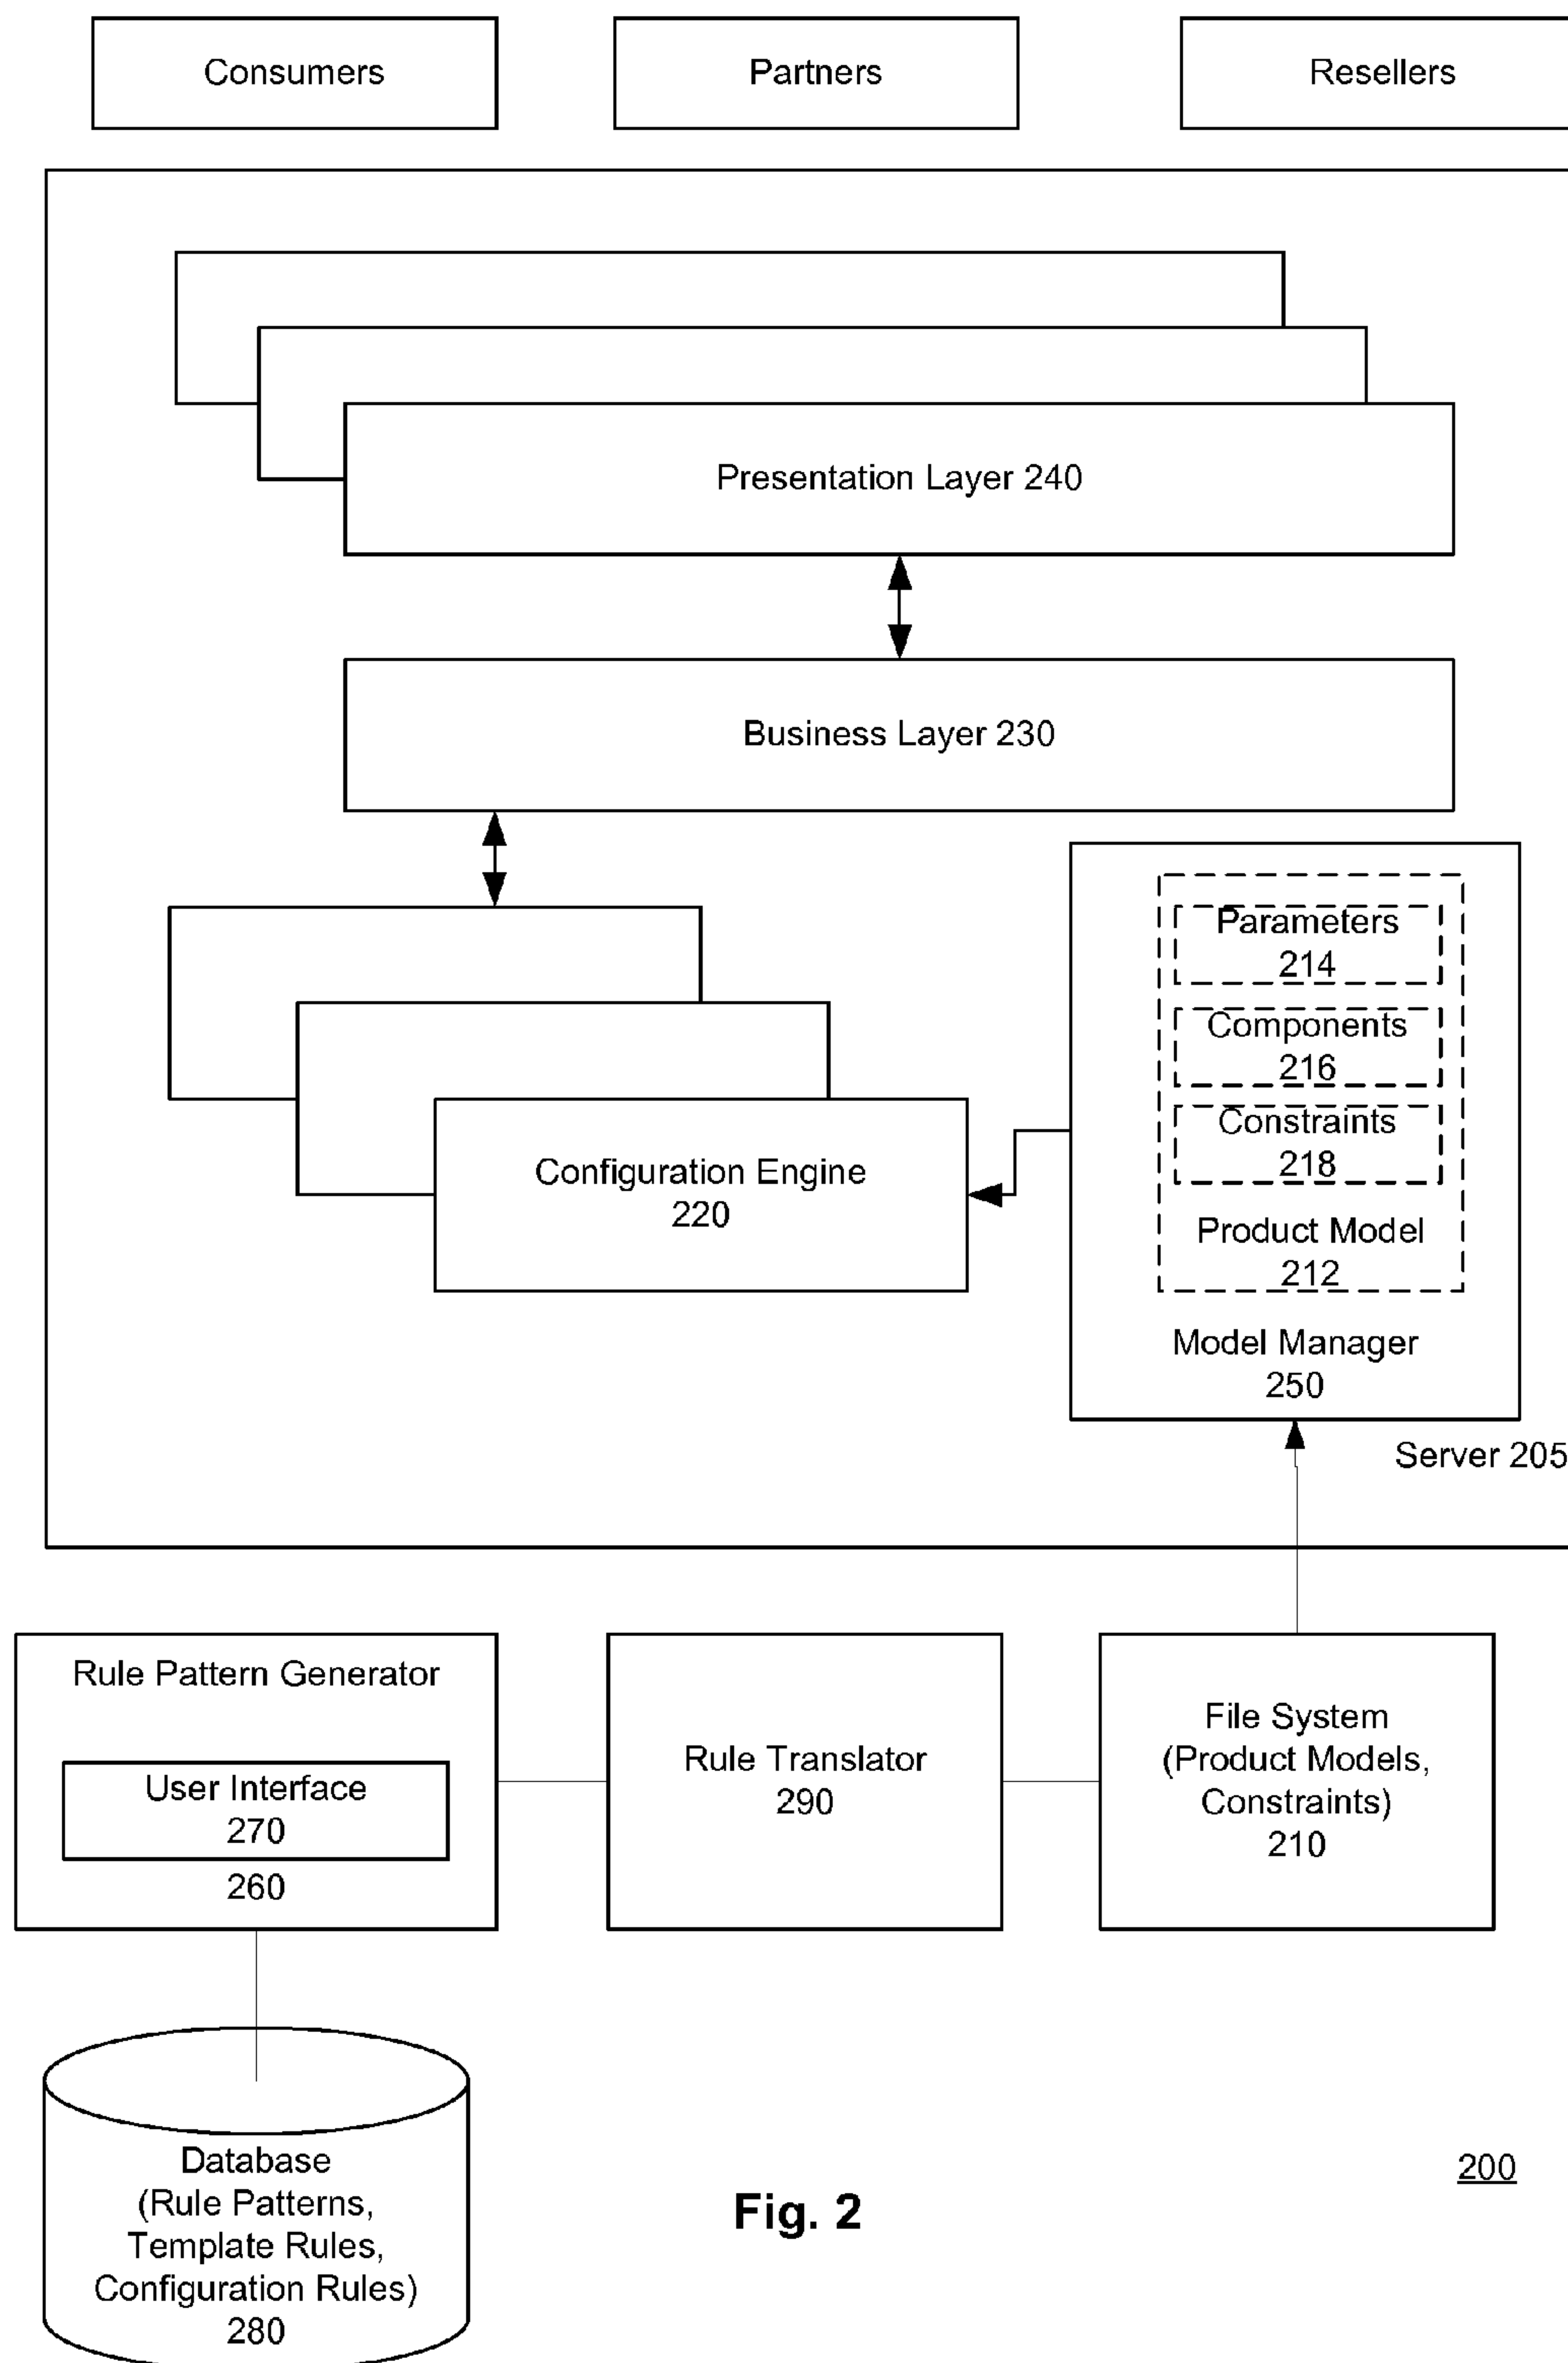 Consumers
Partners
Resellers
Presentation Layer 240
Business Layer 230
Parameters
214
Components
216
Constraints
218
Product Model
212
Model Manager
250
Configuration Engine
220
Server 205
Rule Pattern Generator
User Interface
270
260
Rule Translator
290
File System
(Product Models,
Constraints)
210
Database
(Rule Patterns,
Template Rules,
Configuration Rules)
280
Fig. 2
200